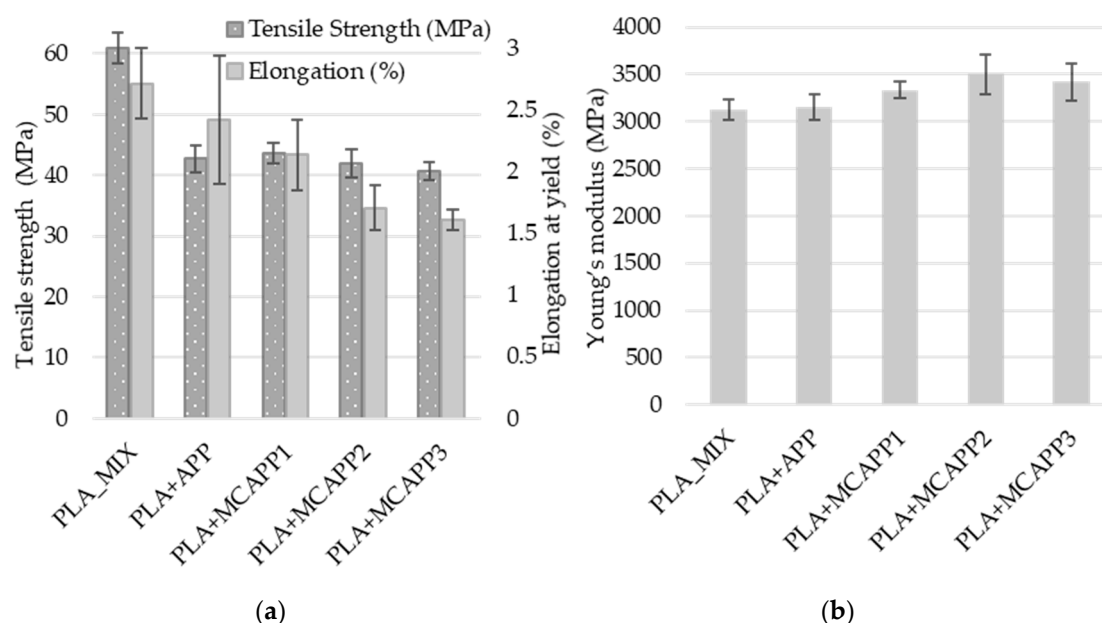 Tensile Strength (MPa)
Elongation (%)
Tensile strength (MPa)
60
50
40
30
20
10
0
3
2.5
2
1.5
1
0.5
0
Elongation at yield (%)
PLA_MIX
PLA+APP
PLA+MCAPP1
PLA+MCAPP2
PLA+MCAPP3
(a)
Young's modulus (MPa)
4000
3500
3000
2500
2000
1500
1000
500
0
PLA_MIX
PLA+APP
PLA+MCAPP1
PLA+MCAPP2
PLA+MCAPP3
(b)